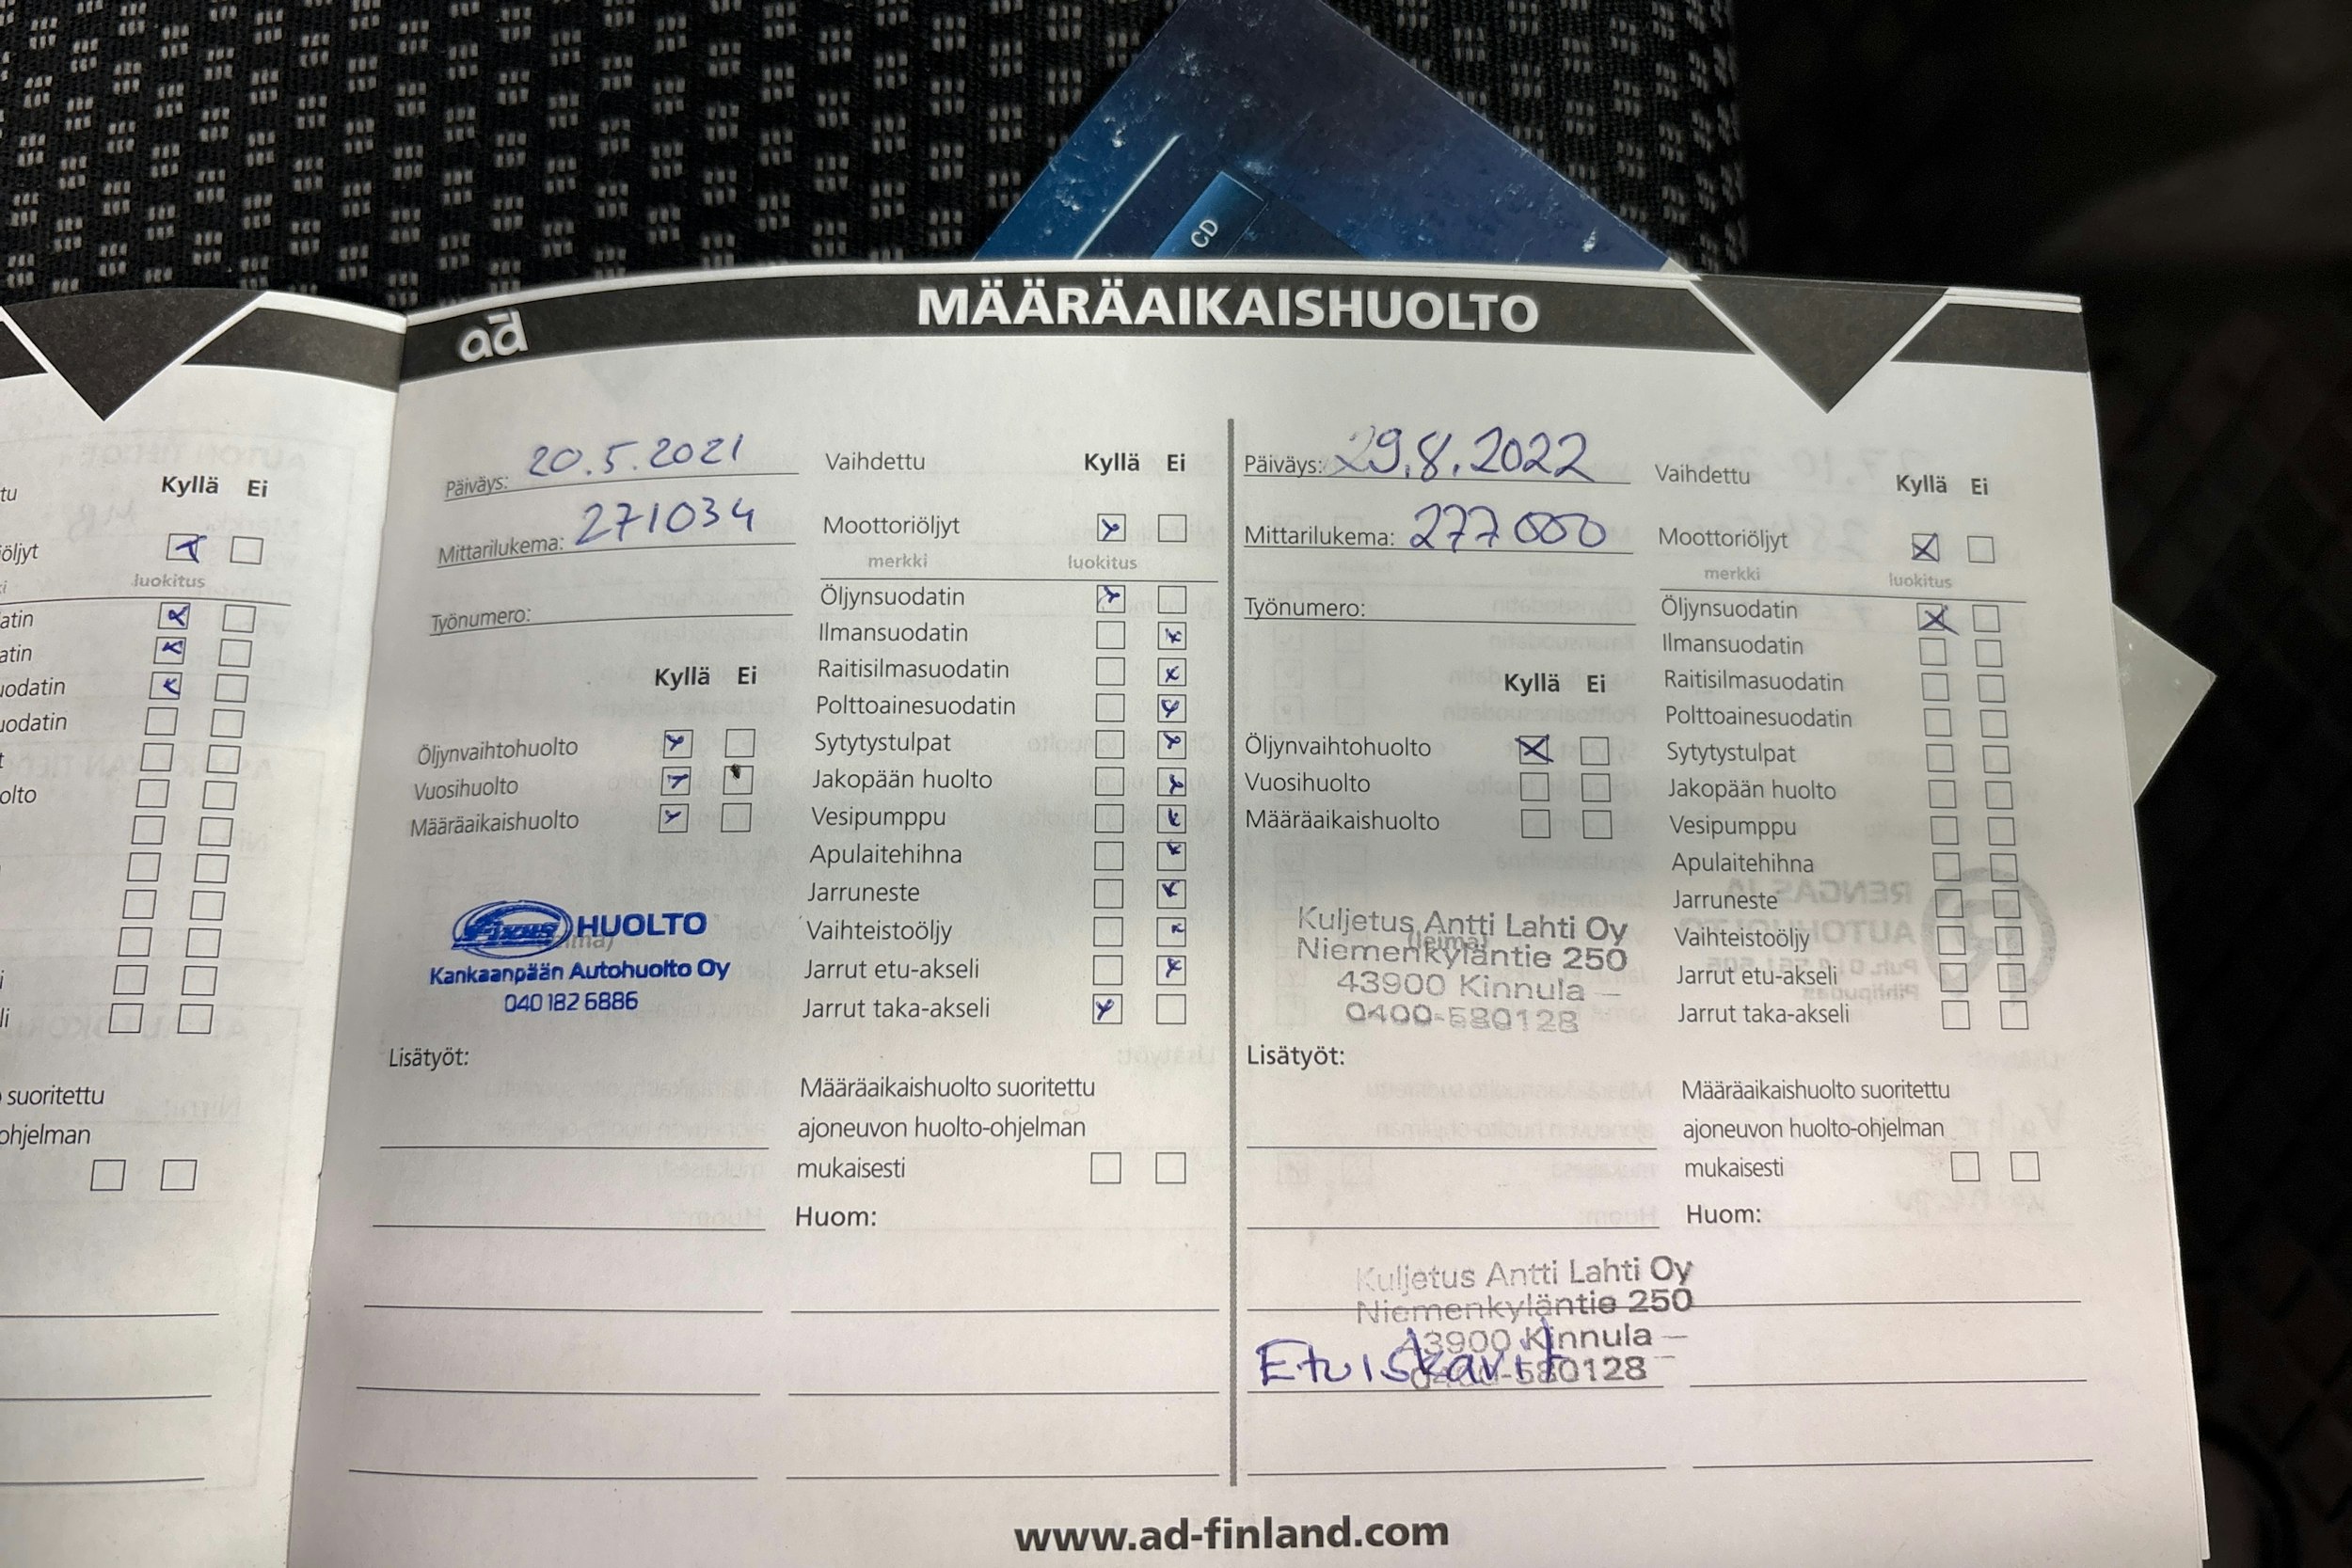 CD
ad
MÄÄRÄAIKAISHUOLTO
tu
Kyllä Ei
iöljyt
luokitus
atin
atin
uodatin
uodatin
olto
suoritettu
ohjelman
Päiväys: 20.5.2021
Mittarilukema: 271034
Työnumero:
Kyllä Ei
Öljynvaihtohuolto
Vuosihuolto
Määräaikaishuolto
Fixus HUOLTO
(leima)
Kankaanpään Autohuolto Oy
040 182 6886
Lisätyöt:
Vaihdettu Kyllä Ei
Moottoriöljyt
merkki luokitus
Öljynsuodatin
Ilmansuodatin
Raitisilmasuodatin
Polttoainesuodatin
Sytytystulpat
Jakopään huolto
Vesipumppu
Apulaitehihna
Jarruneste
Vaihteistoöljy
Jarrut etu-akseli
Jarrut taka-akseli
Määräaikaishuolto suoritettu
ajoneuvon huolto-ohjelman
mukaisesti
Huom:
Päiväys: 29.8.2022
Mittarilukema: 277000
Työnumero:
Kyllä Ei
Öljynvaihtohuolto
Vuosihuolto
Määräaikaishuolto
Kuljetus Antti Lahti Oy
(leima)
Niemenkyläntie 250
43900 Kinnula
0400-580128
Lisätyöt:
Vaihdettu Kyllä Ei
Moottoriöljyt
merkki luokitus
Öljynsuodatin
Ilmansuodatin
Raitisilmasuodatin
Polttoainesuodatin
Sytytystulpat
Jakopään huolto
Vesipumppu
Apulaitehihna
Jarruneste
Vaihteistoöljy
Jarrut etu-akseli
Jarrut taka-akseli
Määräaikaishuolto suoritettu
ajoneuvon huolto-ohjelman
mukaisesti
Huom:
Kuljetus Antti Lahti Oy
Niemenkyläntie 250
43900 Kinnula
0400-580128
Etuiskarit
www.ad-finland.com